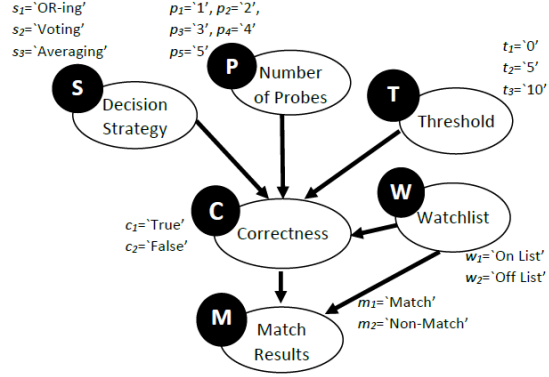 s₁=‘OR-ing’
s₂=‘Voting’
s₃=‘Averaging’
p₁=‘1’, p₂=‘2’,
p₃=‘3’, p₄=‘4’
p₅=‘5’
t₁=‘0’
t₂=‘5’
t₃=‘10’
S
Decision
Strategy
P
Number
of Probes
T
Threshold
C
Correctness
c₁=‘True’
c₂=‘False’
W
Watchlist
w₁=‘On List’
w₂=‘Off List’
M
Match
Results
m₁=‘Match’
m₂=‘Non-Match’